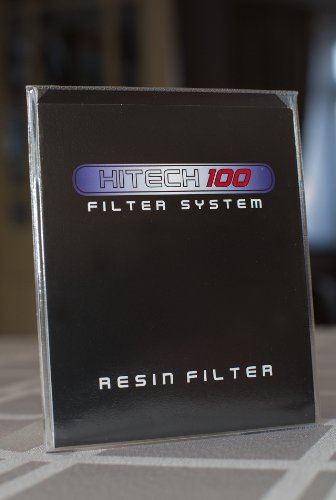 HITECH 100
FILTER SYSTEM
RESIN FILTER